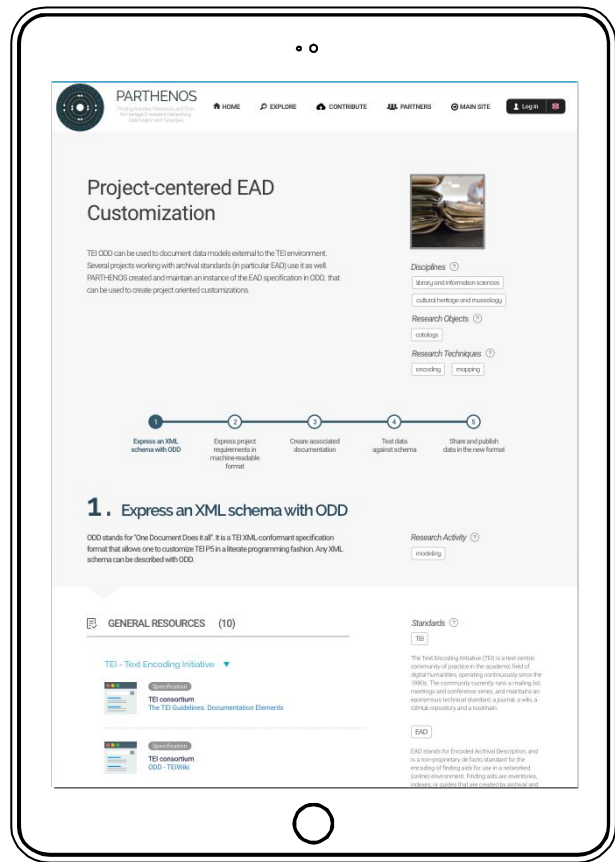 PARTHENOS
HOME
EXPLORE
CONTRIBUTE
PARTNERS
MAIN SITE
Log in
Project-centered EAD
Customization
TEI ODD can be used to document data models external to the TEI environment.
Several projects working with archival standards (in particular EAD) use it as well.
PARTHENOS created and maintain an instance of the EAD specification in ODD, that
can be used to create project oriented customizations.
Disciplines ?
library and information sciences
cultural heritage and museology
Research Objects ?
catalogs
Research Techniques ?
encoding mapping
1 2 3 4 5
Express an XML
schema with ODD
Express project
requirements in
machine-readable
format
Creare associated
documentation
Test data
against schema
Share and publish
data in the new format
1. Express an XML schema with ODD
ODD stands for "One Document Does it all". It is a TEI XML-conformant specification
format that allows one to customize TEI P5 in a literate programming fashion. Any XML
schema can be described with ODD.
Research Activity ?
modeling
GENERAL RESOURCES (10)
TEI - Text Encoding Initiative
Specification
TEI consortium
The TEI Guidelines. Documentation Elements
Specification
TEI consortium
ODD - TEIWiki
Standards ?
TEI
The Text Encoding Initiative (TEI) is a text-centric
community of practice in the academic field of
digital humanities, operating continuously since the
1980s. The community currently runs a mailing list,
meetings and conference series, and maintains an
eponymous technical standard, a journal, a wiki, a
GitHub repository and a toolchain.
EAD
EAD stands for Encoded Archival Description, and
is a non-proprietary de facto standard for the
encoding of finding aids for use in a networked
(online) environment. Finding aids are inventories,
indexes, or guides that are created by archival and